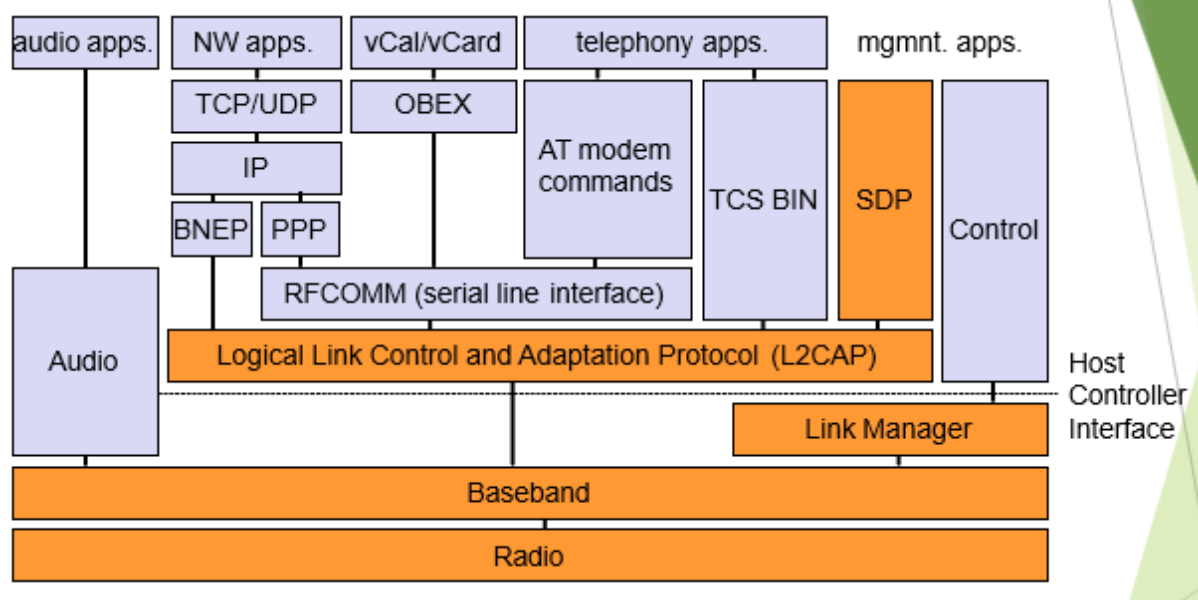 audio apps.
NW apps.
vCal/vCard
telephony apps.
mgmnt. apps.
TCP/UDP
OBEX
AT modem
commands
TCS BIN
SDP
Control
IP
BNEP
PPP
RFCOMM (serial line interface)
Audio
Logical Link Control and Adaptation Protocol (L2CAP)
Host
Controller
Interface
Link Manager
Baseband
Radio